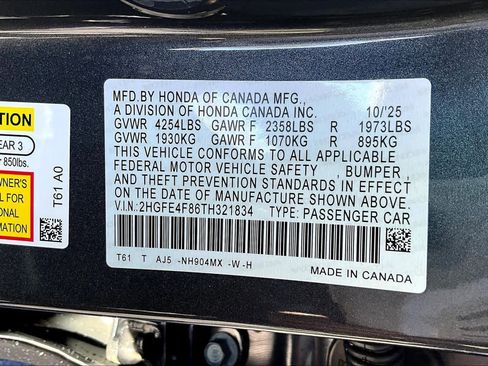 MFD.BY HONDA OF CANADA MFG.,
A DIVISION OF HONDA CANADA INC. 10/'25
GVWR 4254LBS GAWR F 2358LBS R 1973LBS
GVWR 1930KG GAWR F 1070KG R 895KG
THIS VEHICLE CONFORMS TO ALL APPLICABLE
FEDERAL MOTOR VEHICLE SAFETY , BUMPER ,
AND THEFT PREVENTION STANDARDS IN EFFECT
ON THE DATE OF MANUFACTURE SHOWN ABOVE.
V.I.N.:2HGFE4F86TH321834 TYPE: PASSENGER CAR
T61 T AJ5 -NH904MX -W-H
MADE IN CANADA
EAR 3
850lbs.
WNER'S
L FOR
ONAL
ION
T61 A0